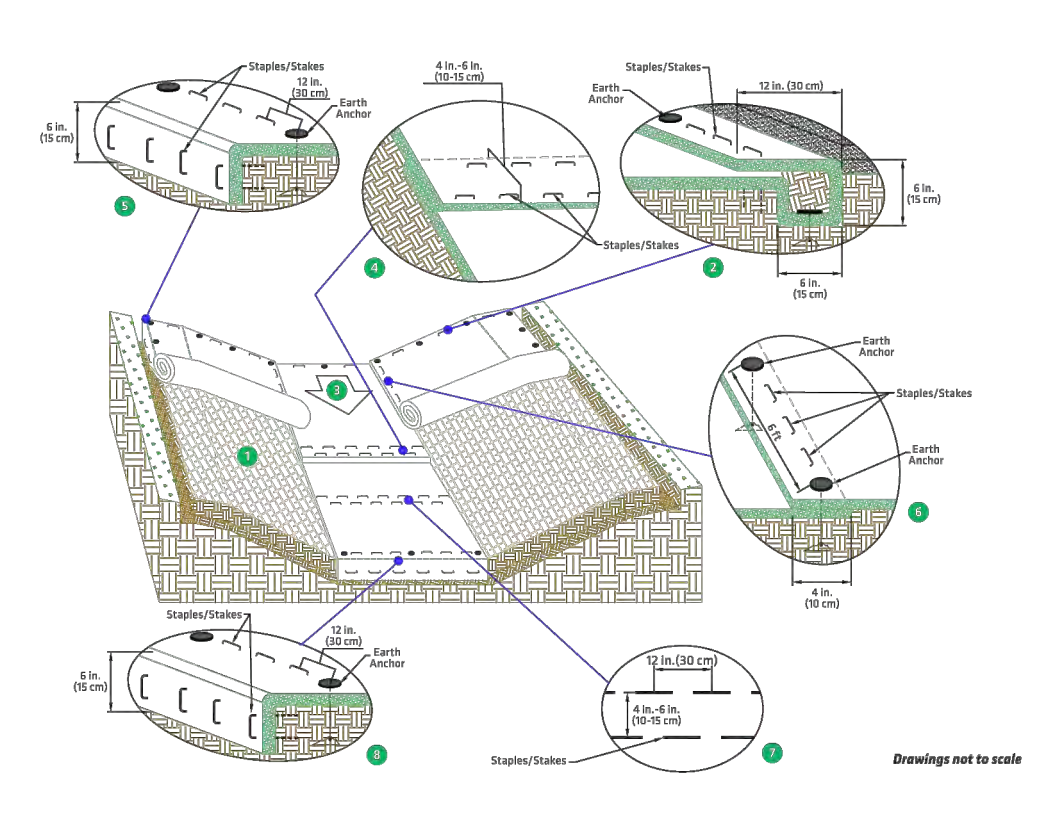 Staples/Stakes
12 in.
(30 cm)
Earth
Anchor
6 in.
(15 cm)
5
4 in.-6 in.
(10-15 cm)
Staples/Stakes
4
Staples/Stakes
Earth
Anchor
12 in. (30 cm)
6 in.
(15 cm)
6 in.
(15 cm)
2
3
1
Earth
Anchor
Staples/Stakes
6 ft
Earth
Anchor
6
4 in.
(10 cm)
Staples/Stakes
12 in.
(30 cm)
Earth
Anchor
6 in.
(15 cm)
8
12 in.(30 cm)
4 in.-6 in.
(10-15 cm)
Staples/Stakes
7
Drawings not to scale